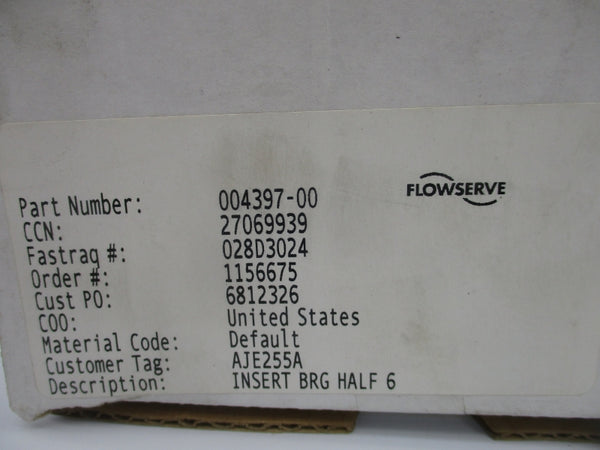 FLOWSERVE
Part Number: 004397-00
CCN: 27069939
Fastraq #: 028D3024
Order #: 1156675
Cust PO: 6812326
COO: United States
Material Code: Default
Customer Tag: AJE255A
Description: INSERT BRG HALF 6